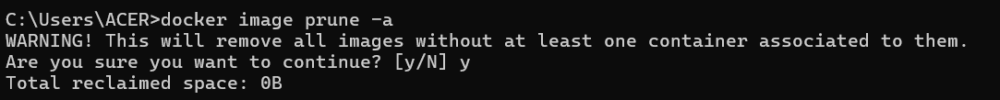 C:\Users\ACER>docker image prune -a
WARNING! This will remove all images without at least one container associated to them.
Are you sure you want to continue? [y/N] y
Total reclaimed space: 0B